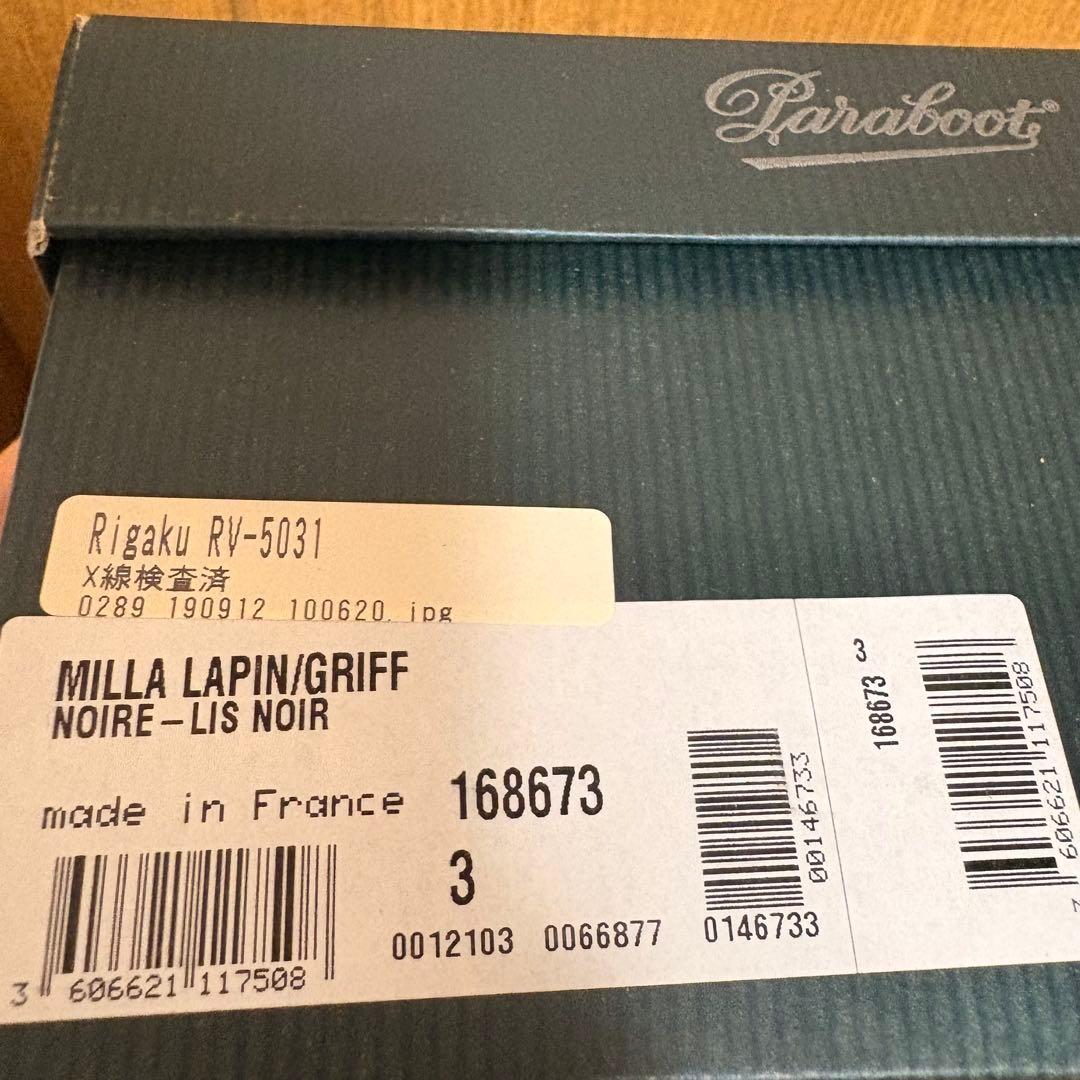 Paraboot®
Rigaku RV-5031
X線検査済
0289 190912 100620.jpg
MILLA LAPIN/GRIFF
NOIRE–LIS NOIR
made in France 168673
3
0012103 0066877 0146733
3 606621 117508
00146733
168673 3
3 606621 117508